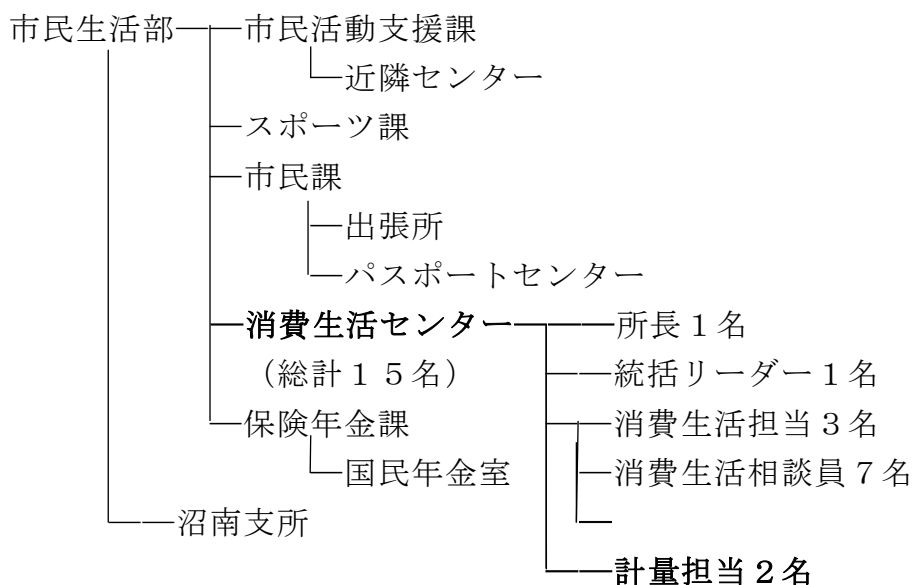 市民生活部 市民活動支援課
近隣センター
スポーツ課
市民課
出張所
パスポートセンター
消費生活センター 所長1名
(総計15名) 統括リーダー1名
保険年金課 消費生活担当3名
国民年金室 消費生活相談員7名
沼南支所
計量担当2名